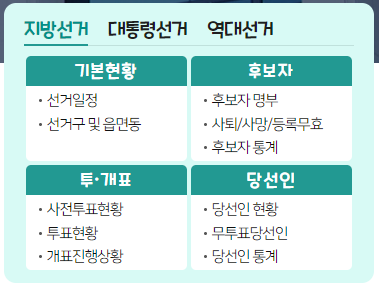 지방선거 대통령선거 역대선거
기본현황
• 선거일정
• 선거구 및 읍면동
후보자
• 후보자 명부
• 사퇴/사망/등록무효
• 후보자 통계
투·개표
• 사전투표현황
• 투표현황
• 개표진행상황
당선인
• 당선인 현황
• 무투표당선인
• 당선인 통계